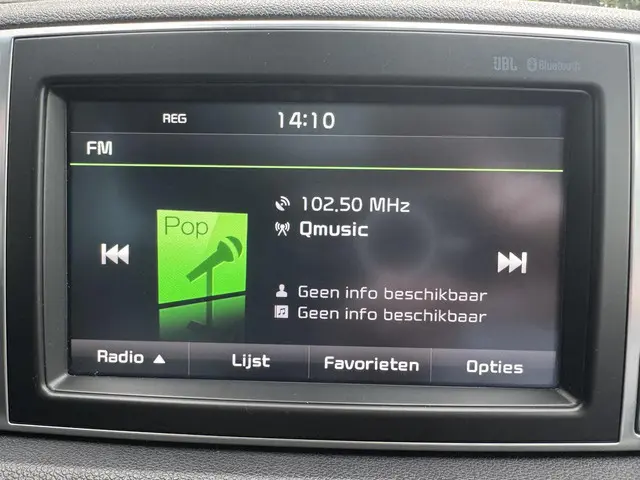 JBL Bluetooth
REG 14:10
FM
Pop
102.50 MHz
Qmusic
Geen info beschikbaar
Geen info beschikbaar
Radio ▲ Lijst Favorieten Opties